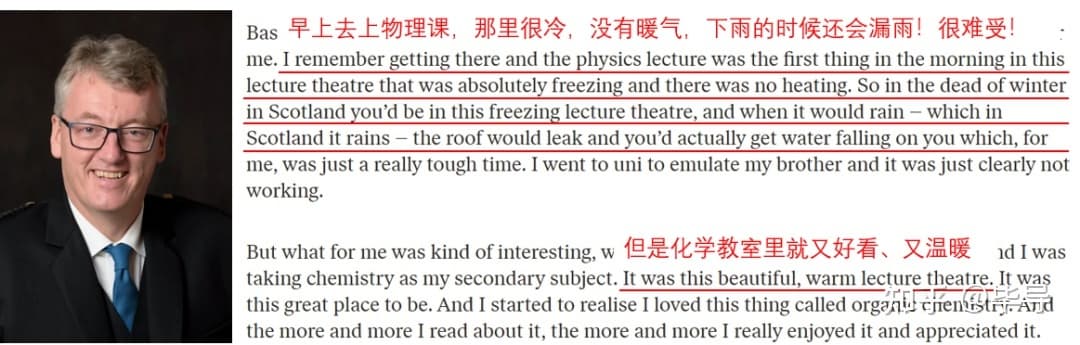 Bas 早上去上物理课，那里很冷，没有暖气，下雨的时候还会漏雨！很难受！
me. I remember getting there and the physics lecture was the first thing in the morning in this
lecture theatre that was absolutely freezing and there was no heating. So in the dead of winter
in Scotland you’d be in this freezing lecture theatre, and when it would rain – which in
Scotland it rains – the roof would leak and you’d actually get water falling on you which, for
me, was just a really tough time. I went to uni to emulate my brother and it was just clearly not
working.
But what for me was kind of interesting, w 但是化学教室里就又好看、又温暖 nd I was
taking chemistry as my secondary subject. It was this beautiful, warm lecture theatre. It was
this great place to be. And I started to realise I loved this thing called organic chemistry. And
the more and more I read about it, the more and more I really enjoyed it and appreciated it.
知乎 @毕导